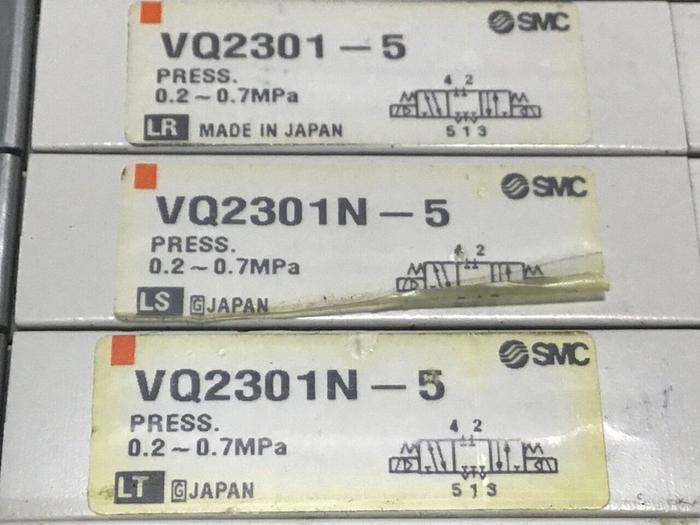 SMC
VQ2301-5
PRESS.
0.2~0.7MPa
4 2
5 1 3
LR MADE IN JAPAN
SMC
VQ2301N-5
PRESS.
0.2~0.7MPa
4 2
LS G JAPAN
SMC
VQ2301N-5
PRESS.
0.2~0.7MPa
4 2
5 1 3
LT G JAPAN